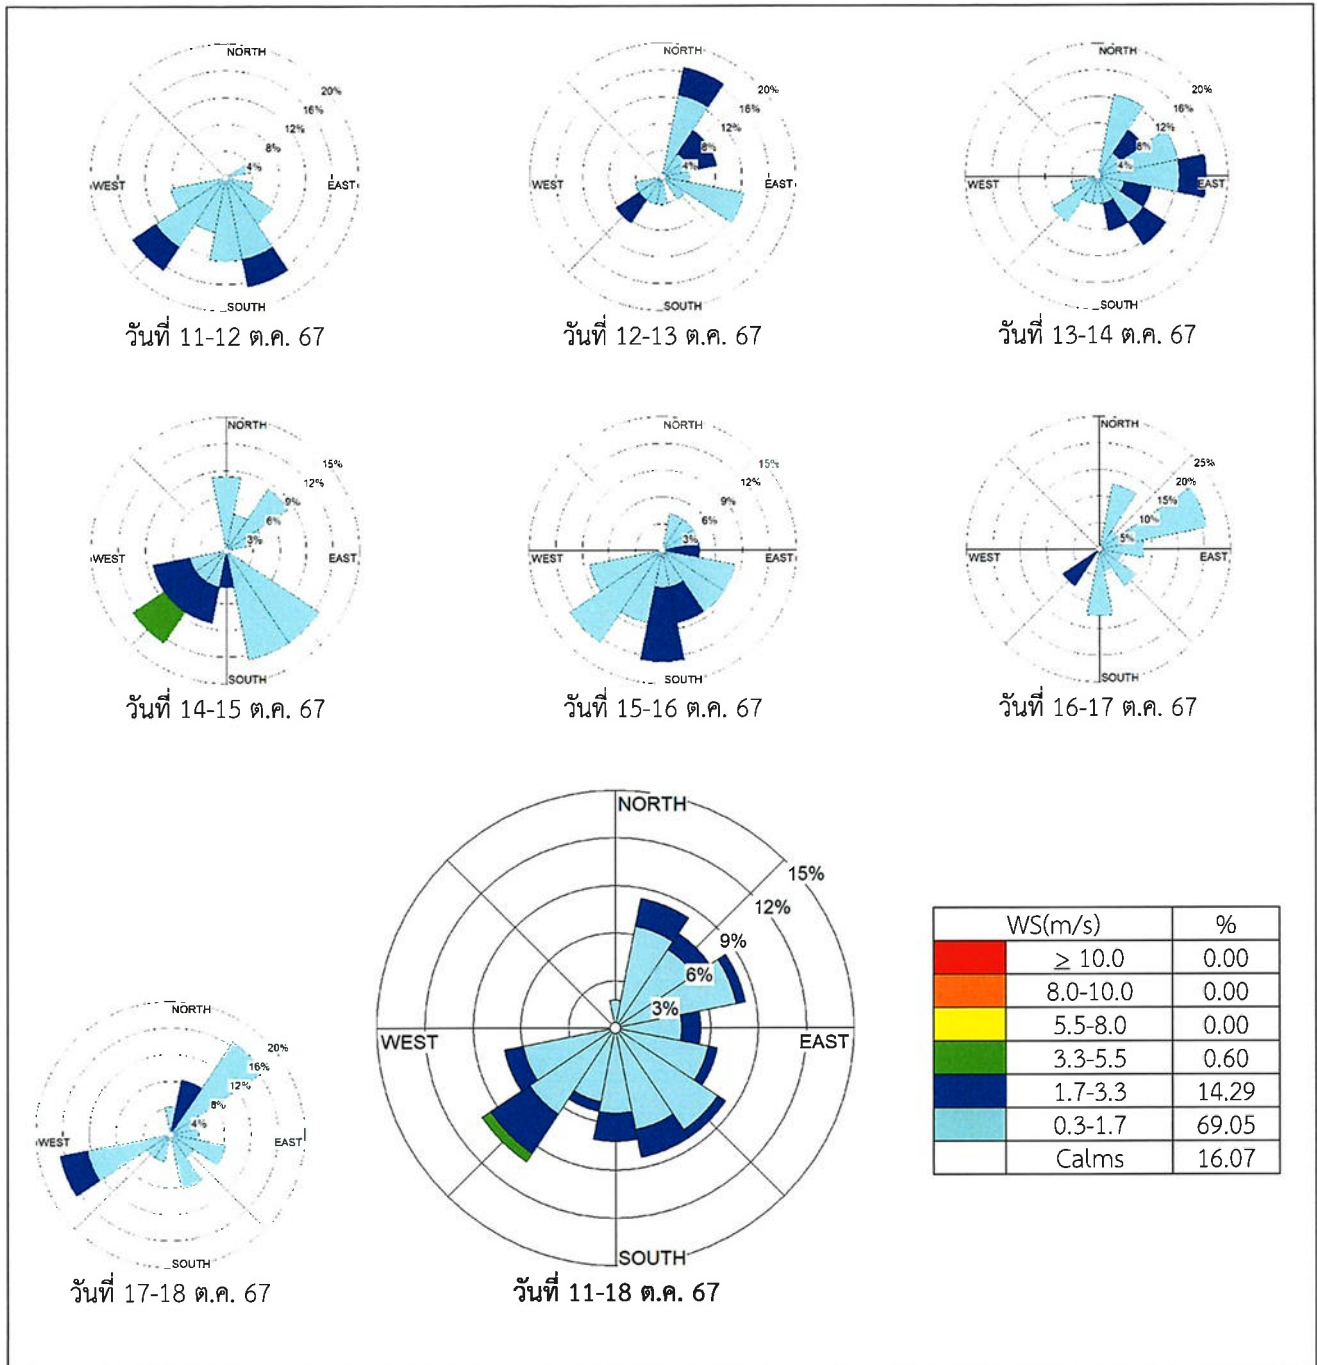 NORTH
20%
16%
12%
8%
4%
WEST
EAST
SOUTH
วันที่ 11-12 ต.ค. 67
NORTH
20%
16%
12%
8%
4%
WEST
EAST
SOUTH
วันที่ 12-13 ต.ค. 67
NORTH
20%
16%
12%
8%
4%
WEST
EAST
SOUTH
วันที่ 13-14 ต.ค. 67
NORTH
15%
12%
9%
6%
3%
WEST
EAST
SOUTH
วันที่ 14-15 ต.ค. 67
NORTH
15%
12%
9%
6%
3%
WEST
EAST
SOUTH
วันที่ 15-16 ต.ค. 67
NORTH
25%
20%
15%
10%
5%
WEST
EAST
SOUTH
วันที่ 16-17 ต.ค. 67
NORTH
20%
16%
12%
8%
4%
WEST
EAST
SOUTH
วันที่ 17-18 ต.ค. 67
NORTH
15%
12%
9%
6%
3%
WEST
EAST
SOUTH
วันที่ 11-18 ต.ค. 67
WS(m/s) %
≥ 10.0 0.00
8.0-10.0 0.00
5.5-8.0 0.00
3.3-5.5 0.60
1.7-3.3 14.29
0.3-1.7 69.05
Calms 16.07